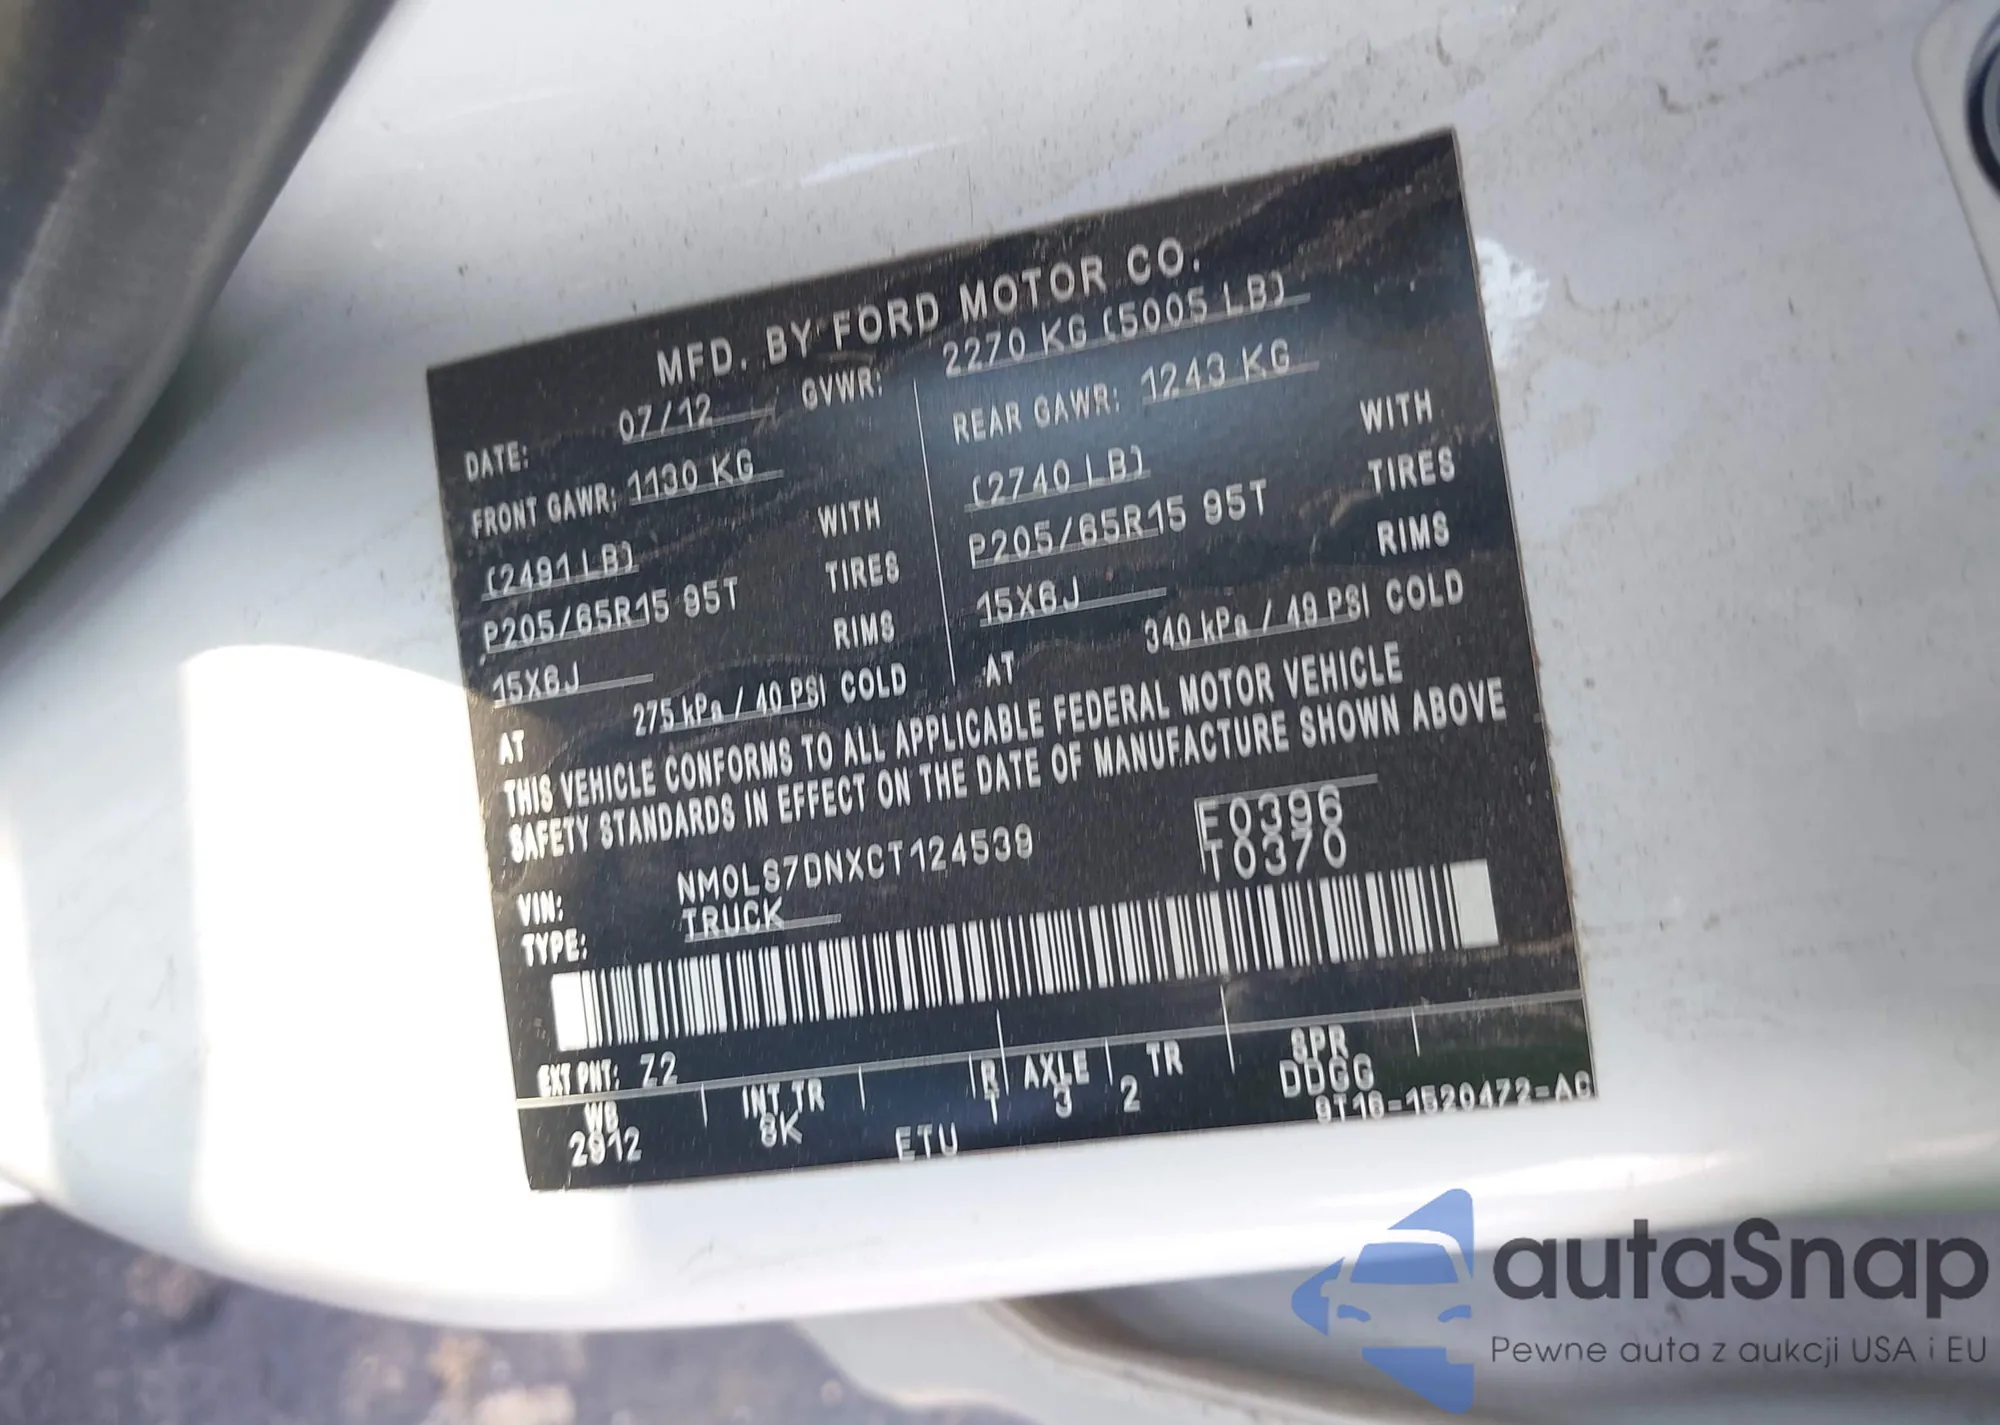 MFD. BY FORD MOTOR CO.
DATE: 07/12 GVWR: 2270 KG (5005 LB)
FRONT GAWR: 1130 KG REAR GAWR: 1243 KG
(2491 LB) WITH (2740 LB) WITH
P205/65R15 95T TIRES P205/65R15 95T TIRES
15X6J RIMS 15X6J RIMS
AT 275 kPa / 40 PSI COLD AT 340 kPa / 49 PSI COLD
THIS VEHICLE CONFORMS TO ALL APPLICABLE FEDERAL MOTOR VEHICLE
SAFETY STANDARDS IN EFFECT ON THE DATE OF MANUFACTURE SHOWN ABOVE
VIN: NM0LS7DNXCT124539 F0396
TYPE: TRUCK T0370
EXT PNT: Z2
WB INT TR R AXLE TR SPR
2912 8K T 3 2 DDGG
ETU 9T16-1520472-AC
autaSnap
Pewne auta z aukcji USA i EU